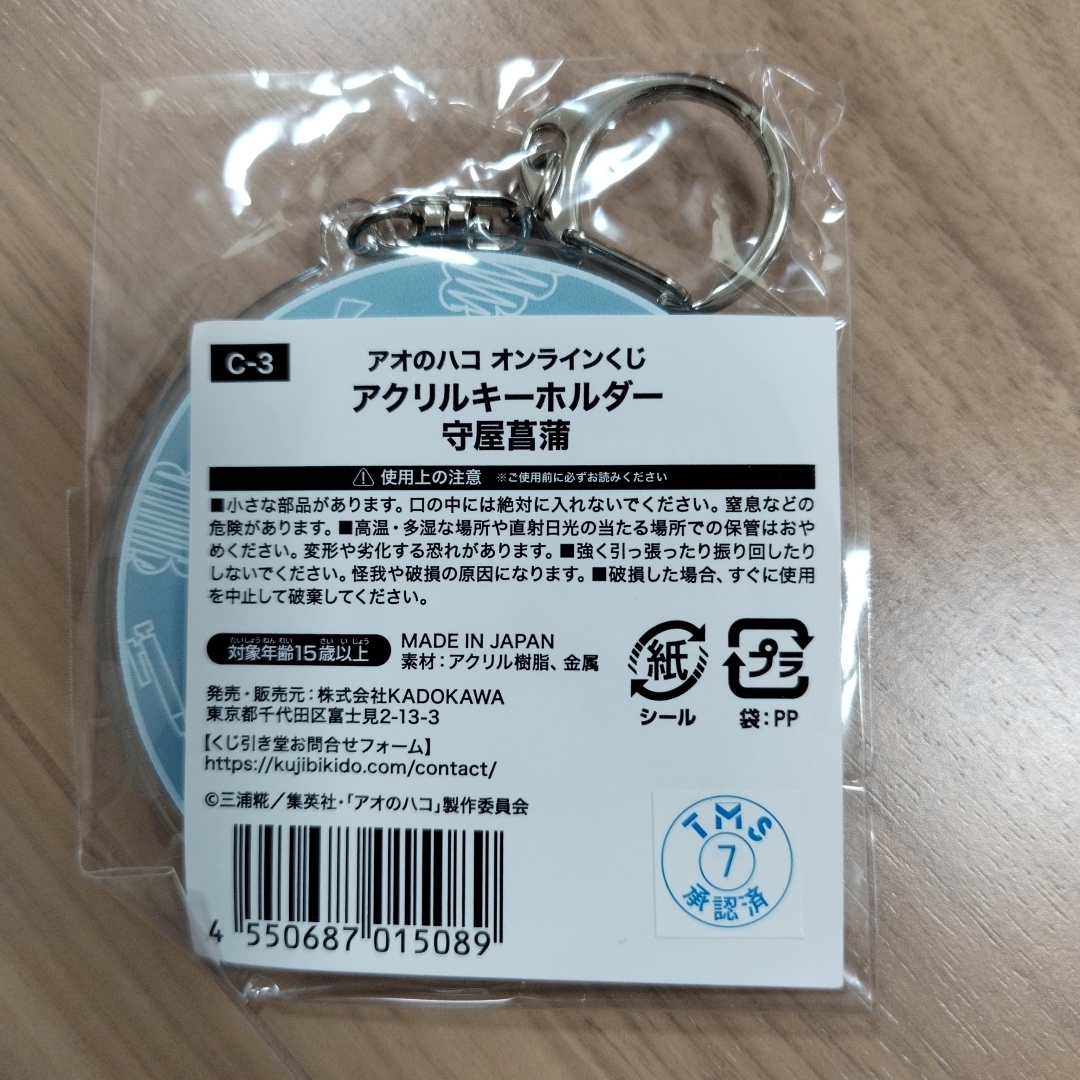 C-3
アオのハコ オンラインくじ
アクリルキーホルダー
守屋菖蒲
使用上の注意 ※ご使用前に必ずお読みください
■小さな部品があります。口の中には絶対に入れないでください。窒息などの
危険があります。■高温・多湿な場所や直射日光の当たる場所での保管はおや
めください。変形や劣化する恐れがあります。■強く引っ張ったり振り回したり
しないでください。怪我や破損の原因になります。■破損した場合、すぐに使用
を中止して破棄してください。
たいしょうねんれい さいいじょう
対象年齢15歳以上
MADE IN JAPAN
素材：アクリル樹脂、金属
紙
シール
プラ
袋：PP
発売・販売元：株式会社KADOKAWA
東京都千代田区富士見2-13-3
【くじ引き堂お問合せフォーム】
https://kujibikido.com/contact/
©三浦糀／集英社・「アオのハコ」製作委員会
4 550687 015089
TMS
7
承認済